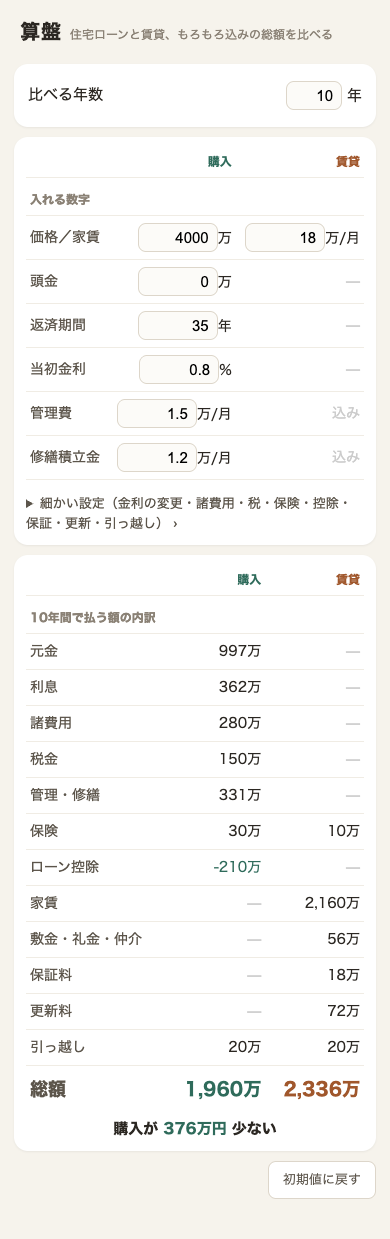 算盤 住宅ローンと賃貸、もろもろ込みの総額を比べる
比べる年数 10 年
購入 賃貸
入れる数字
価格／家賃 4000 万 18 万/月
頭金 0 万 —
返済期間 35 年 —
当初金利 0.8 % —
管理費 1.5 万/月 込み
修繕積立金 1.2 万/月 込み
▶ 細かい設定（金利の変更・諸費用・税・保険・控除・
保証・更新・引っ越し） ›
購入 賃貸
10年間で払う額の内訳
元金 997万 —
利息 362万 —
諸費用 280万 —
税金 150万 —
管理・修繕 331万 —
保険 30万 10万
ローン控除 -210万 —
家賃 — 2,160万
敷金・礼金・仲介 — 56万
保証料 — 18万
更新料 — 72万
引っ越し 20万 20万
総額 1,960万 2,336万
購入が 376万円 少ない
初期値に戻す